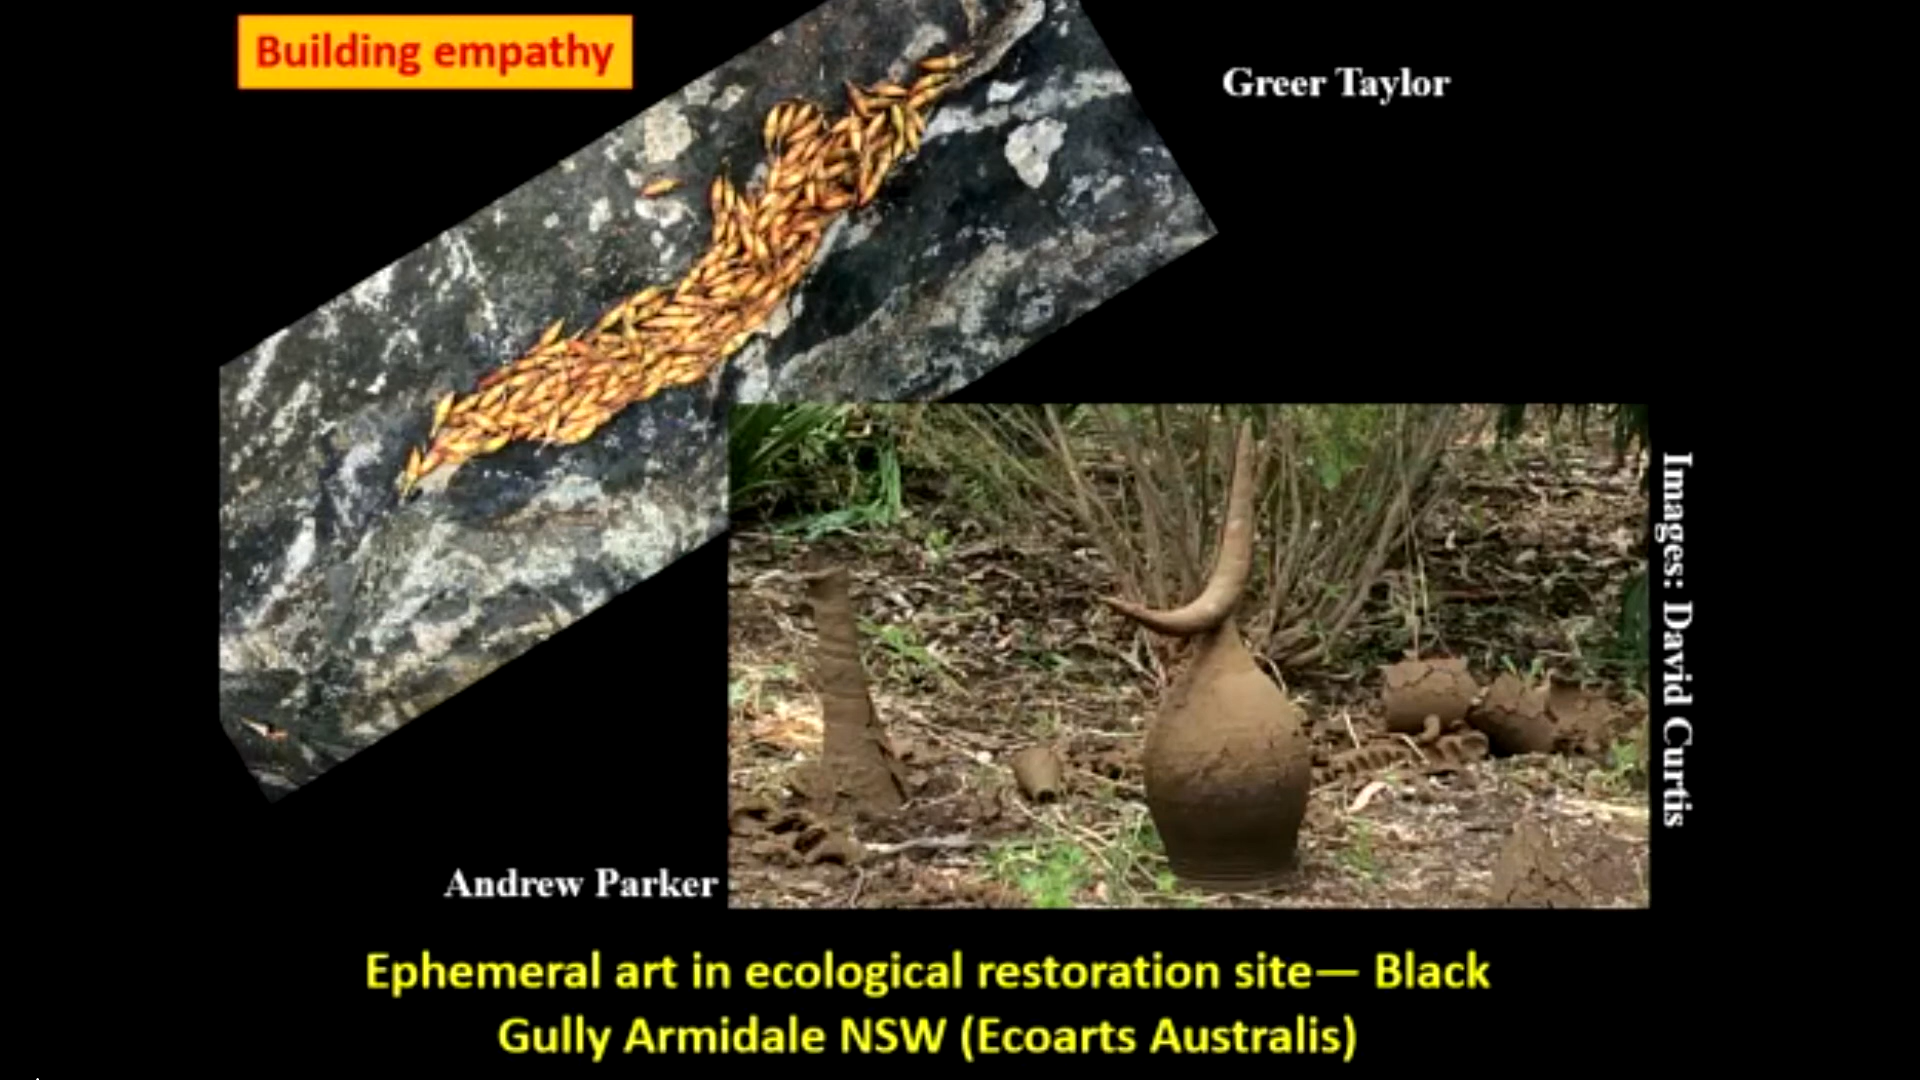 Building empathy
Greer Taylor
Images: David Curtis
Andrew Parker
Ephemeral art in ecological restoration site— Black
Gully Armidale NSW (Ecoarts Australis)